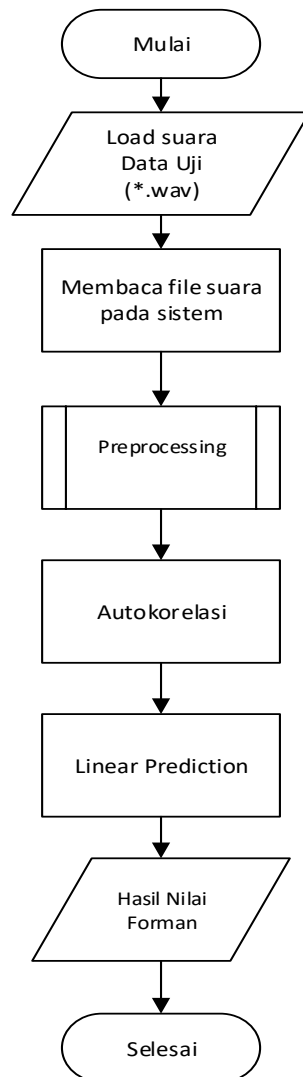 Mulai
Load suara
Data Uji
(*.wav)
Membaca file suara
pada sistem
Preprocessing
Autokorelasi
Linear Prediction
Hasil Nilai
Forman
Selesai